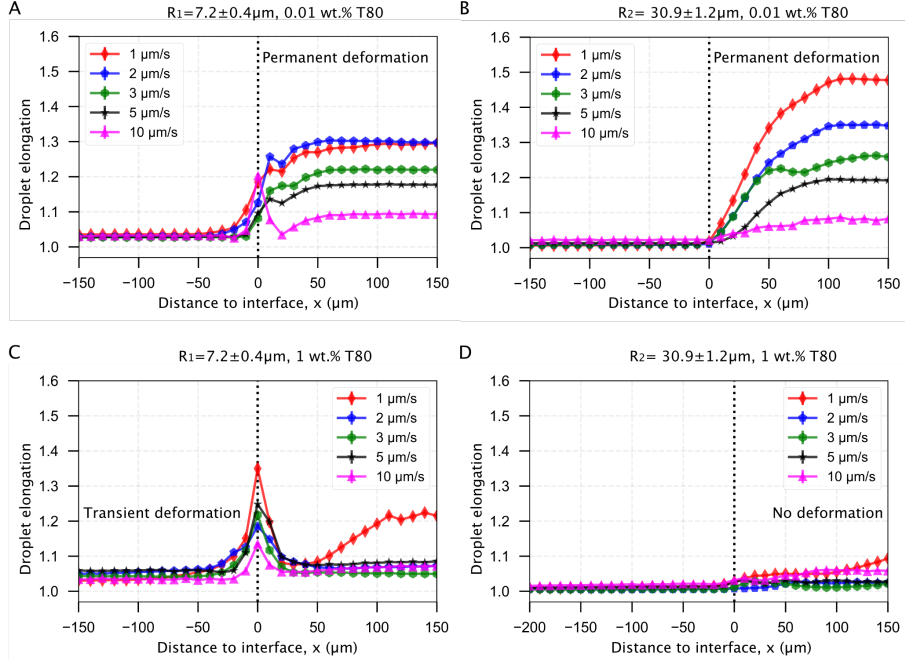 A
R1=7.2±0.4µm, 0.01 wt.% T80
1.6
1.5
1.4
1.3
1.2
1.1
1.0
Droplet elongation
1 µm/s
2 µm/s
3 µm/s
5 µm/s
10 µm/s
Permanent deformation
−150 −100 −50 0 50 100 150
Distance to interface, x (µm)
B
R2= 30.9±1.2µm, 0.01 wt.% T80
1.6
1.5
1.4
1.3
1.2
1.1
1.0
Droplet elongation
1 µm/s
2 µm/s
3 µm/s
5 µm/s
10 µm/s
Permanent deformation
−150 −100 −50 0 50 100 150
Distance to interface, x (µm)
C
R1=7.2±0.4µm, 1 wt.% T80
1.6
1.5
1.4
1.3
1.2
1.1
1.0
Droplet elongation
1 µm/s
2 µm/s
3 µm/s
5 µm/s
10 µm/s
Transient deformation
−150 −100 −50 0 50 100 150
Distance to interface, x (µm)
D
R2= 30.9±1.2µm, 1 wt.% T80
1.6
1.5
1.4
1.3
1.2
1.1
1.0
Droplet elongation
1 µm/s
2 µm/s
3 µm/s
5 µm/s
10 µm/s
No deformation
−200 −150 −100 −50 0 50 100 150
Distance to interface, x (µm)